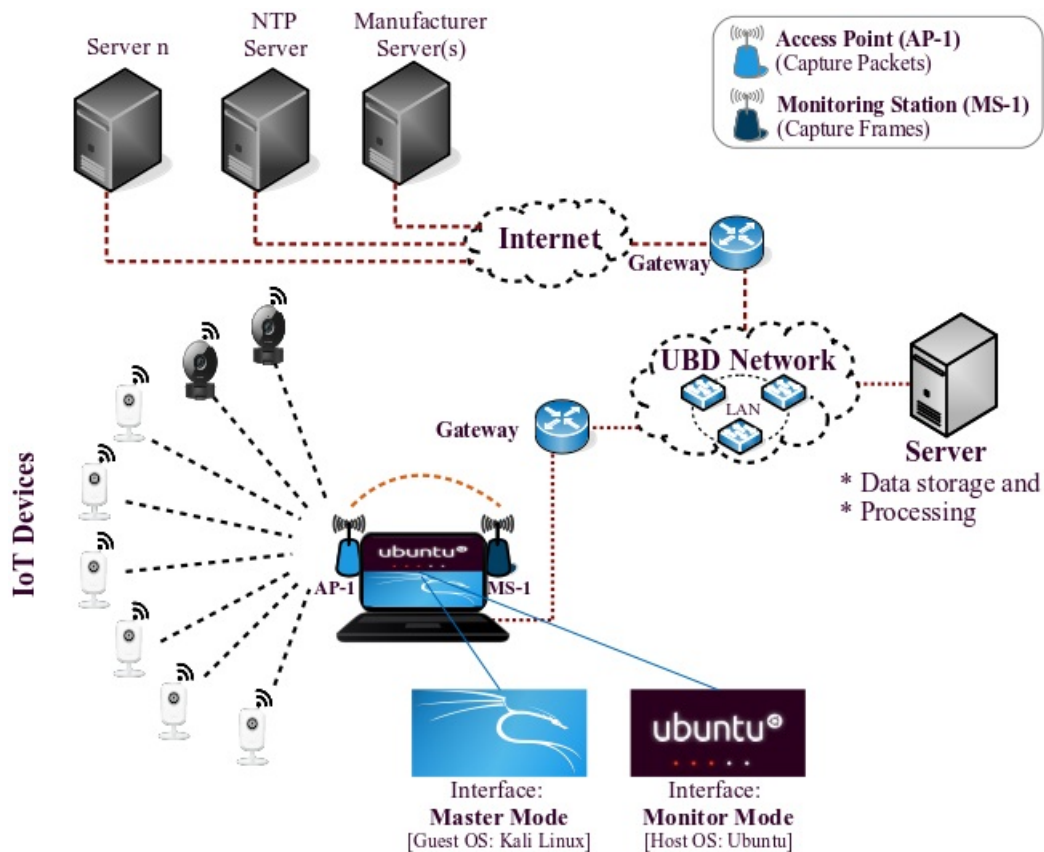 Server n
NTP
Server
Manufacturer
Server(s)
Access Point (AP-1)
(Capture Packets)
Monitoring Station (MS-1)
(Capture Frames)
Internet
Gateway
UBD Network
LAN
Gateway
Server
* Data storage and
* Processing
IoT Devices
AP-1
ubuntu
MS-1
ubuntu
Interface:
Master Mode
[Guest OS: Kali Linux]
Interface:
Monitor Mode
[Host OS: Ubuntu]